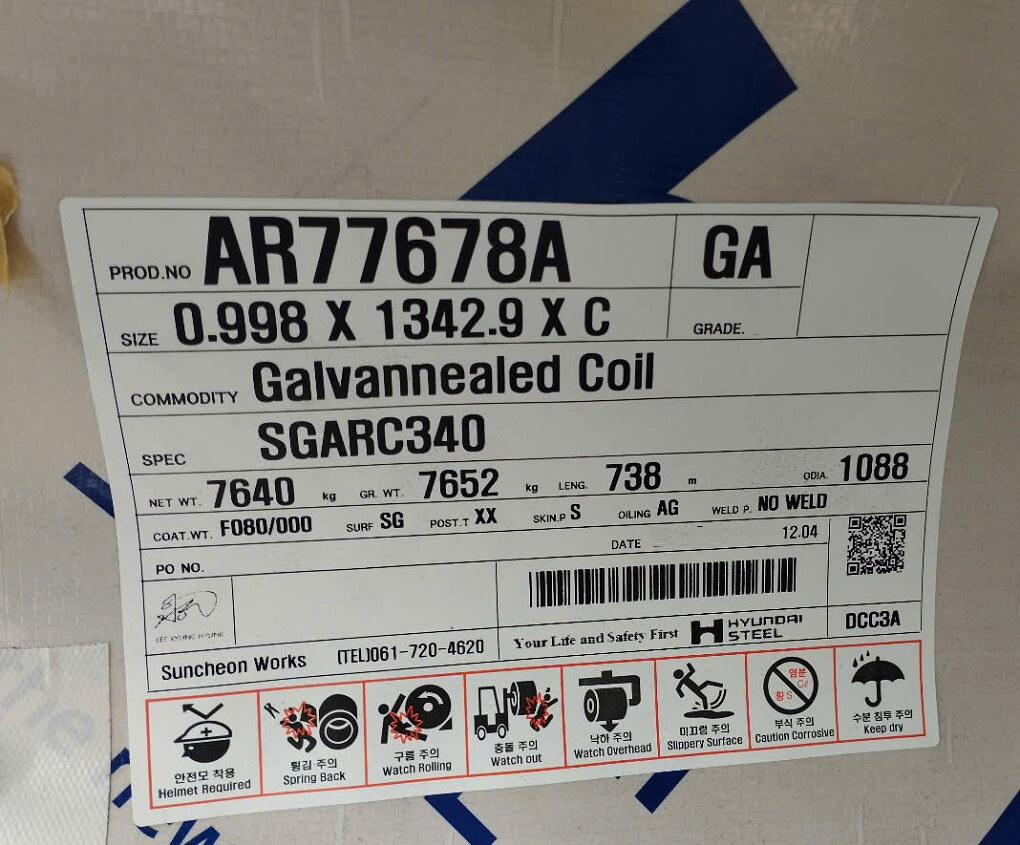 PROD.NO AR77678A GA
SIZE 0.998 X 1342.9 X C GRADE.
COMMODITY Galvannealed Coil
SPEC SGARC340
NET WT. 7640 kg GR. WT. 7652 kg LENG. 738 m ODIA. 1088
COAT.WT. F080/000 SURF SG POST.T XX SKIN.P S OILING AG WELD P. NO WELD
DATE 12.04
PO NO.
Your Life and Safety First HYUNDAI STEEL DCC3A
Suncheon Works (TEL)061-720-4620
염분 Cℓ
황 S
안전모 착용
Helmet Required
튕김 주의
Spring Back
구름 주의
Watch Rolling
충돌 주의
Watch out
낙하 주의
Watch Overhead
미끄럼 주의
Slippery Surface
부식 주의
Caution Corrosive
수분 침투 주의
Keep dry